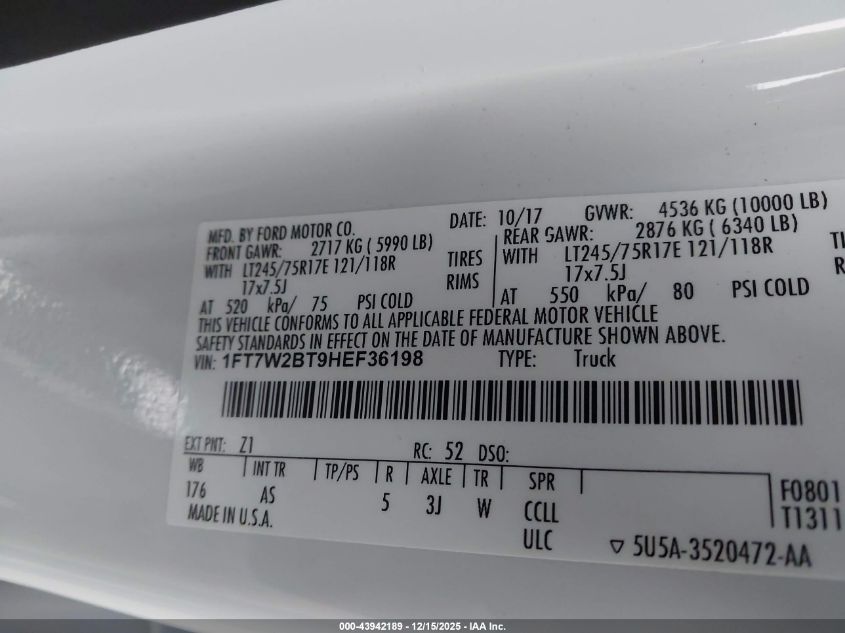 MFD. BY FORD MOTOR CO. DATE: 10/17 GVWR: 4536 KG (10000 LB)
FRONT GAWR: 2717 KG ( 5990 LB) REAR GAWR: 2876 KG ( 6340 LB)
WITH LT245/75R17E 121/118R TIRES WITH LT245/75R17E 121/118R
17x7.5J RIMS 17x7.5J
AT 520 kPa/ 75 PSI COLD AT 550 kPa/ 80 PSI COLD
THIS VEHICLE CONFORMS TO ALL APPLICABLE FEDERAL MOTOR VEHICLE
SAFETY STANDARDS IN EFFECT ON THE DATE OF MANUFACTURE SHOWN ABOVE.
VIN: 1FT7W2BT9HEF36198 TYPE: Truck
EXT PNT: Z1 RC: 52 DSO:
WB INT TR TP/PS R AXLE TR SPR
176 AS 5 3J W CCLL
F0801
T1311
MADE IN U.S.A. ULC
5U5A-3520472-AA
000-43942189 - 12/15/2025 - IAA Inc.